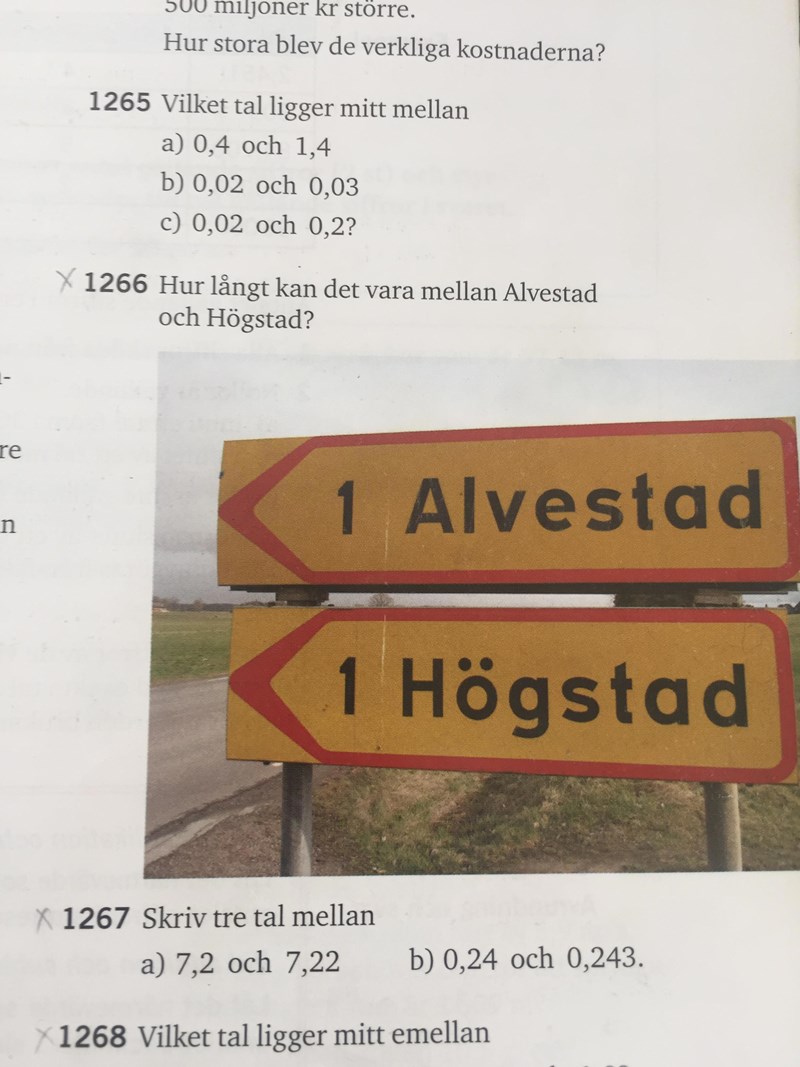 500 miljoner kr större.
Hur stora blev de verkliga kostnaderna?
1265 Vilket tal ligger mitt mellan
a) 0,4 och 1,4
b) 0,02 och 0,03
c) 0,02 och 0,2?
1266 Hur långt kan det vara mellan Alvestad
och Högstad?
re
n
1 Alvestad
1 Högstad
1267 Skriv tre tal mellan
a) 7,2 och 7,22 b) 0,24 och 0,243.
1268 Vilket tal ligger mitt emellan